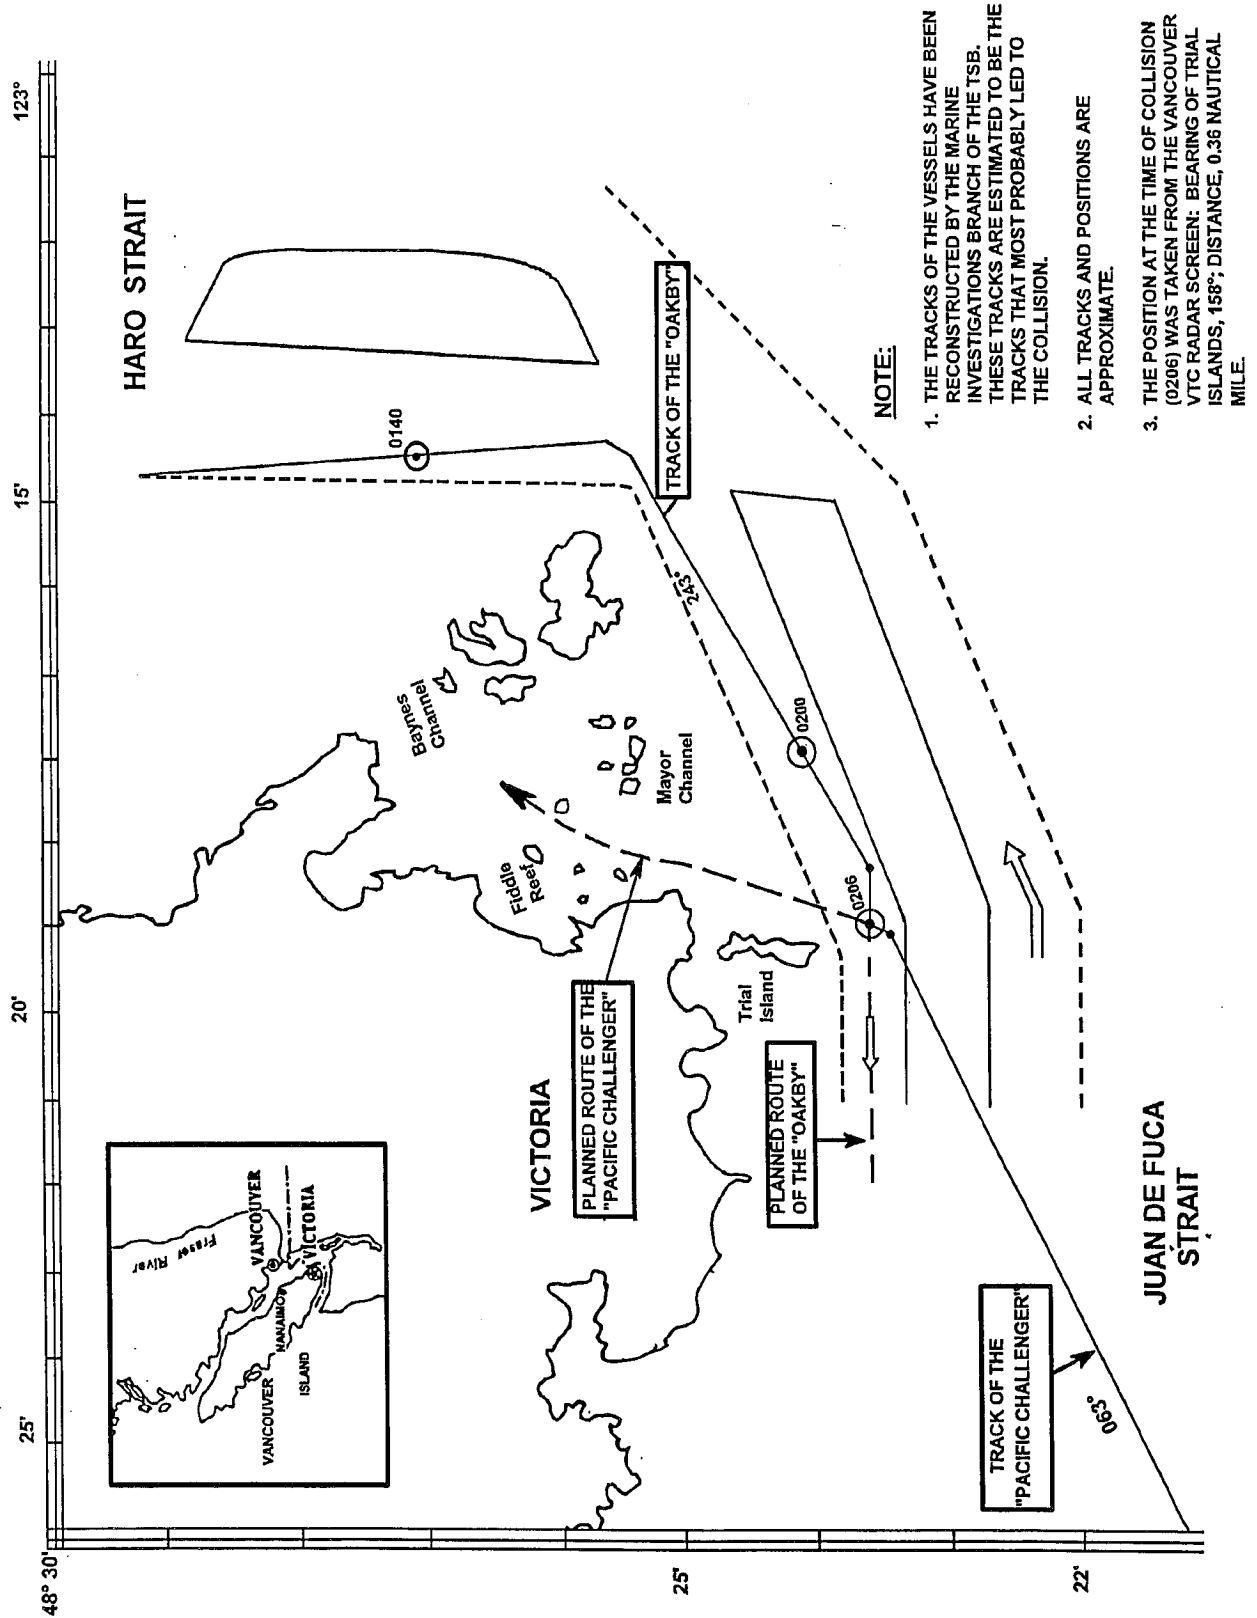 48° 30'
25'
20'
15'
123°
25'
22'
HARO STRAIT
VANCOUVER
VICTORIA
Fraser River
NANAIMO
VANCOUVER
ISLAND
0140
Baynes
Channel
Fiddle
Reef
Mayor
Channel
Trial
Island
VICTORIA
TRACK OF THE "OAKBY"
243°
0200
0206
PLANNED ROUTE OF THE
"PACIFIC CHALLENGER"
PLANNED ROUTE
OF THE "OAKBY"
TRACK OF THE
"PACIFIC CHALLENGER"
063°
JUAN DE FUCA
STRAIT
NOTE:
1. THE TRACKS OF THE VESSELS HAVE BEEN
RECONSTRUCTED BY THE MARINE
INVESTIGATIONS BRANCH OF THE TSB.
THESE TRACKS ARE ESTIMATED TO BE THE
TRACKS THAT MOST PROBABLY LED TO
THE COLLISION.
2. ALL TRACKS AND POSITIONS ARE
APPROXIMATE.
3. THE POSITION AT THE TIME OF COLLISION
(0206) WAS TAKEN FROM THE VANCOUVER
VTC RADAR SCREEN: BEARING OF TRIAL
ISLANDS, 158°; DISTANCE, 0.36 NAUTICAL
MILE.